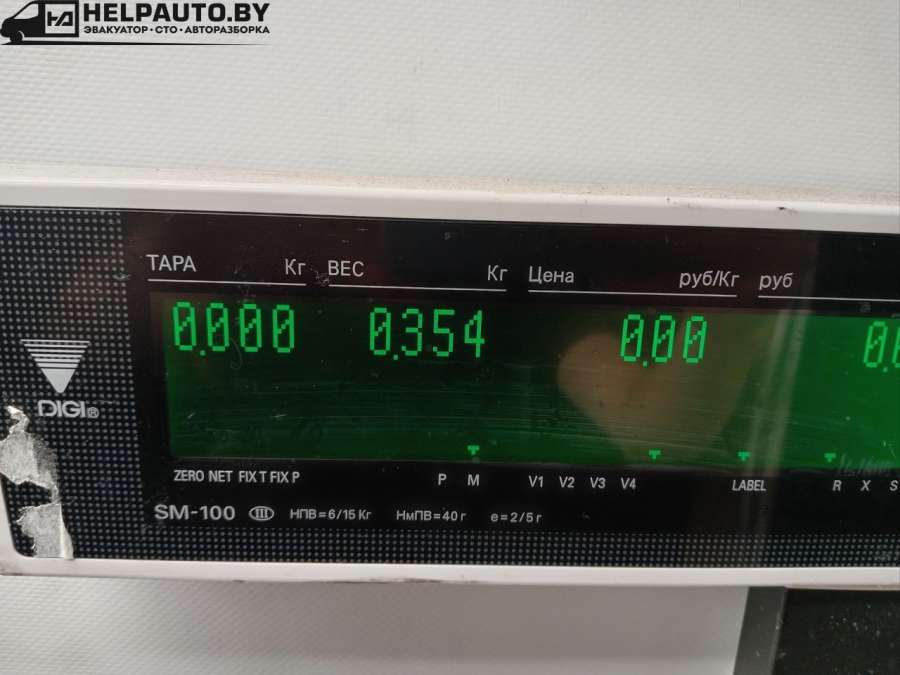 HELPAUTO.BY
ЭВАКУАТОР • СТО • АВТОРАЗБОРКА
ТАРА Кг ВЕС Кг Цена руб/Кг руб
0.000 0.354 0.00
DIGI®
ZERO NET FIX T FIX P P M V1 V2 V3 V4 LABEL R X S
SM-100 III НПВ=6/15 Кг НмПВ=40 г e=2/5 г